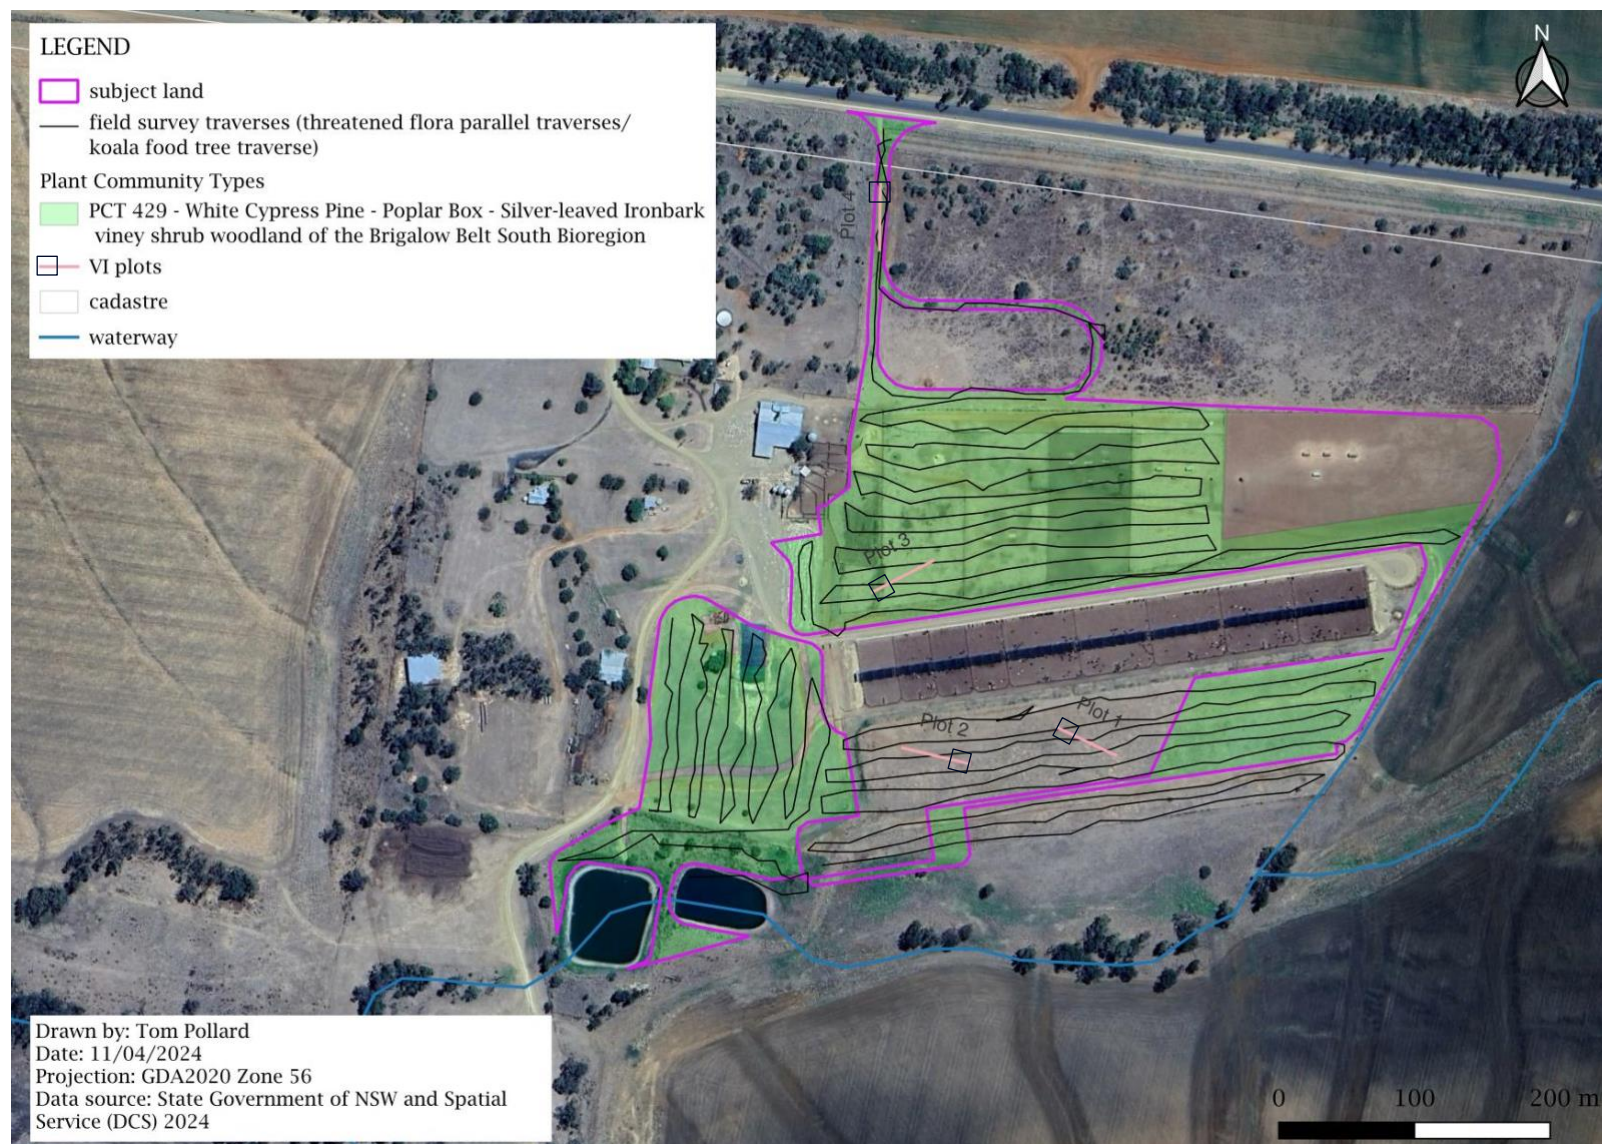 LEGEND
subject land
field survey traverses (threatened flora parallel traverses/
koala food tree traverse)
Plant Community Types
PCT 429 - White Cypress Pine - Poplar Box - Silver-leaved Ironbark
viney shrub woodland of the Brigalow Belt South Bioregion
VI plots
cadastre
waterway
N
Plot 4
Plot 3
Plot 2
Plot 1
Drawn by: Tom Pollard
Date: 11/04/2024
Projection: GDA2020 Zone 56
Data source: State Government of NSW and Spatial
Service (DCS) 2024
0 100 200 m